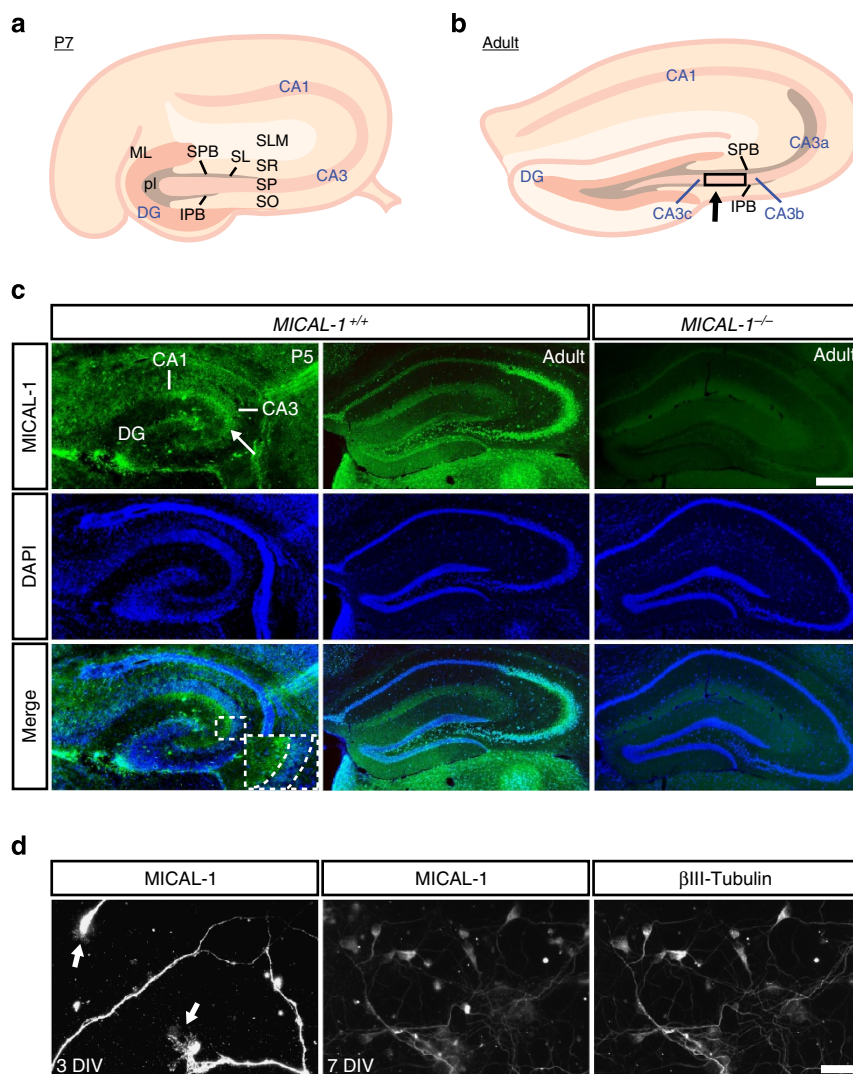 a
P7
CA1
SLM
ML
SPB
SL
SR
CA3
pl
SP
DG
IPB
SO
b
Adult
CA1
CA3a
SPB
DG
CA3c
IPB
CA3b
c
MICAL-1+/+
MICAL-1–/–
MICAL-1
CA1
P5
CA3
DG
Adult
Adult
DAPI
Merge
d
MICAL-1
MICAL-1
βIII-Tubulin
3 DIV
7 DIV